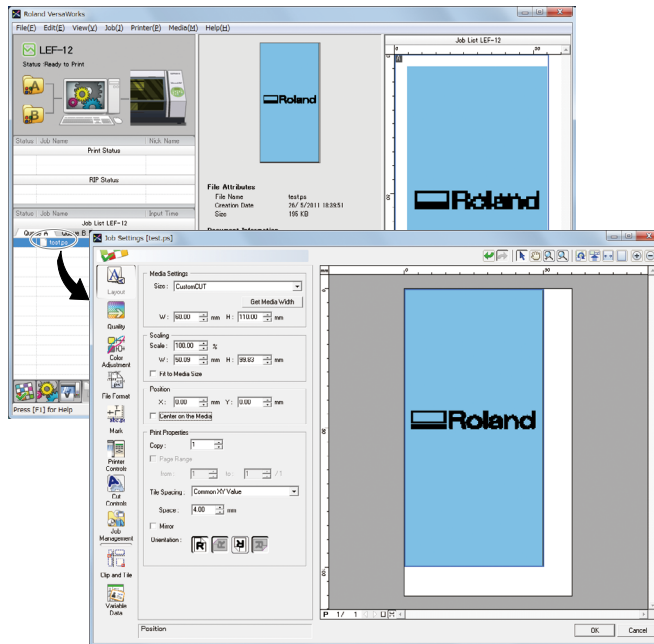 Roland VersaWorks
File(F) Edit(E) View(V) Job(J) Printer(P) Media(M) Help(H)
LEF-12
Status :Ready to Print
A
B
Status Job Name Nick Name
Print Status
RIP Status
Status Job Name Input Time
Job List LEF-12
test.ps
Press [F1] for Help
Roland
File Attributes
File Name test.ps
Creation Date 26/ 5/2011 18:39:51
Size 195 KB
Job List LEF-12
Roland
Job Settings [test.ps]
Layout
Quality
Color
Adjustment
File Format
Mark
Printer
Controls
Cut
Controls
Job
Management
Clip and Tile
Variable
Data
Media Settings
Size : CustomCUT
Get Media Width
W : 60.00 mm H : 110.00 mm
Scaling
Scale : 100.00 %
W : 50.09 mm H : 99.83 mm
Fit to Media Size
Position
X : 0.00 mm Y : 0.00 mm
Center on the Media
Print Properties
Copy : 1
Page Range
from : 1 to : 1 / 1
Tile Spacing : Common XY Value
Space : 4.00 mm
Mirror
Orientation :
Position
mm
Roland
P 1/ 1
OK Cancel